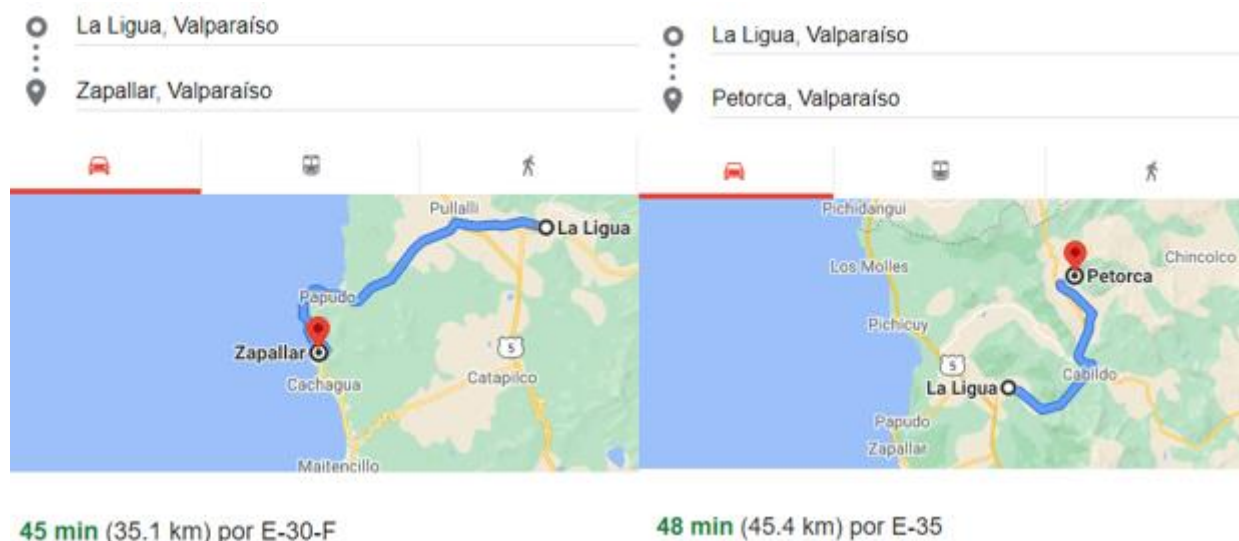 La Ligua, Valparaíso
Zapallar, Valparaíso
Pullalli
La Ligua
Papudo
Zapallar
5
Cachagua
Catapilco
Maitencillo
45 min (35.1 km) por E-30-F
La Ligua, Valparaíso
Petorca, Valparaíso
Pichidangui
Chincolco
Los Molles
Petorca
Pichicuy
5
La Ligua
Cabildo
Papudo
Zapallar
48 min (45.4 km) por E-35